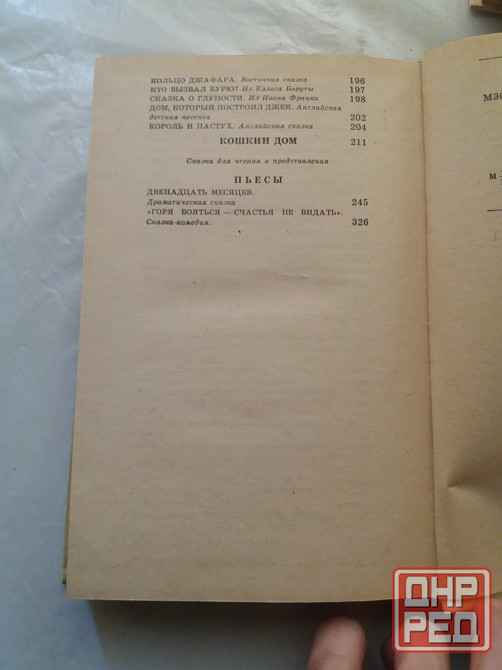 КОЛЬЦО ДЖАФАРА. Восточная сказка 196
КТО ВЫЗВАЛ БУРЮ? Из Казиса Боруты 197
СКАЗКА О ГЛУПОСТИ. Из Ивана Франко 198
ДОМ, КОТОРЫЙ ПОСТРОИЛ ДЖЕК. Английская
детская песенка 202
КОРОЛЬ И ПАСТУХ. Английская сказка 204
КОШКИН ДОМ 211
Сказка для чтения и представления
ПЬЕСЫ
ДВЕНАДЦАТЬ МЕСЯЦЕВ.
Драматическая сказка 245
«ГОРЯ БОЯТЬСЯ — СЧАСТЬЯ НЕ ВИДАТЬ».
Сказка-комедия. 326
ДНР
РЕД